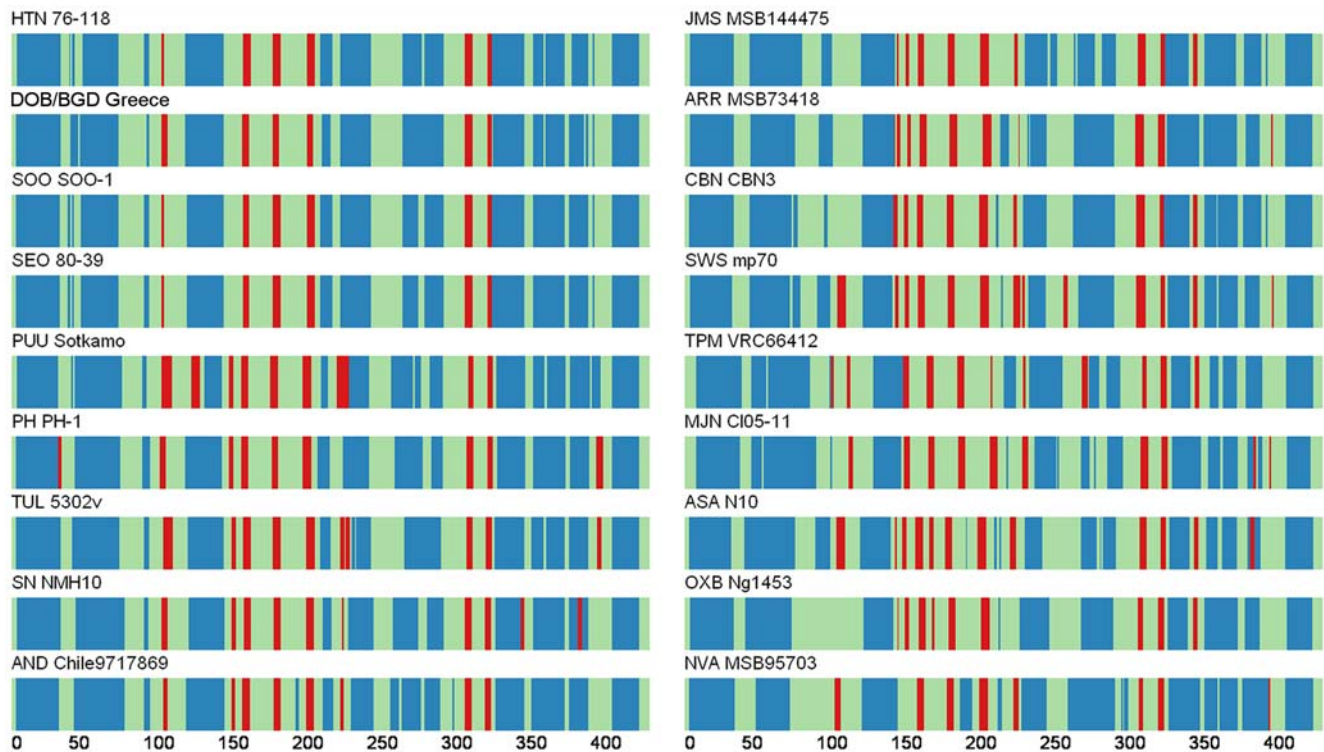 HTN 76-118
DOB/BGD Greece
SOO SOO-1
SEO 80-39
PUU Sotkamo
PH PH-1
TUL 5302v
SN NMH10
AND Chile9717869
0 50 100 150 200 250 300 350 400
JMS MSB144475
ARR MSB73418
CBN CBN3
SWS mp70
TPM VRC66412
MJN CI05-11
ASA N10
OXB Ng1453
NVA MSB95703
0 50 100 150 200 250 300 350 400